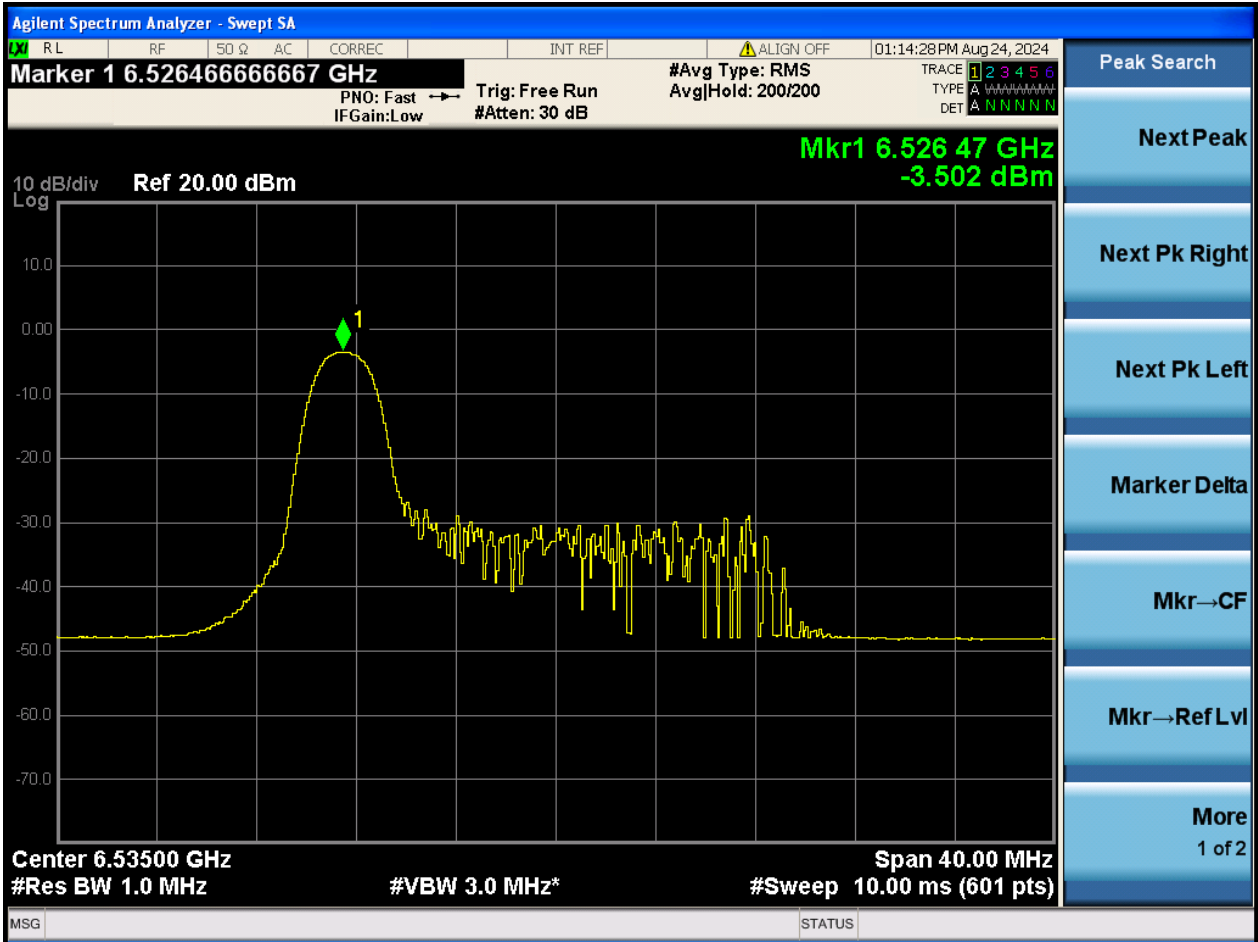 Agilent Spectrum Analyzer - Swept SA
LXI RL RF 50 Ω AC CORREC INT REF ALIGN OFF 01:14:28 PM Aug 24, 2024
Marker 1 6.526466666667 GHz
PNO: Fast
IFGain:Low
Trig: Free Run
#Atten: 30 dB
#Avg Type: RMS
Avg|Hold: 200/200
TRACE 1 2 3 4 5 6
TYPE A WWWWW
DET A N N N N N
Mkr1 6.526 47 GHz
-3.502 dBm
10 dB/div Ref 20.00 dBm
Log
10.0
0.00
-10.0
-20.0
-30.0
-40.0
-50.0
-60.0
-70.0
1
Center 6.53500 GHz Span 40.00 MHz
#Res BW 1.0 MHz #VBW 3.0 MHz* #Sweep 10.00 ms (601 pts)
MSG STATUS
Peak Search
Next Peak
Next Pk Right
Next Pk Left
Marker Delta
Mkr→CF
Mkr→Ref Lvl
More
1 of 2